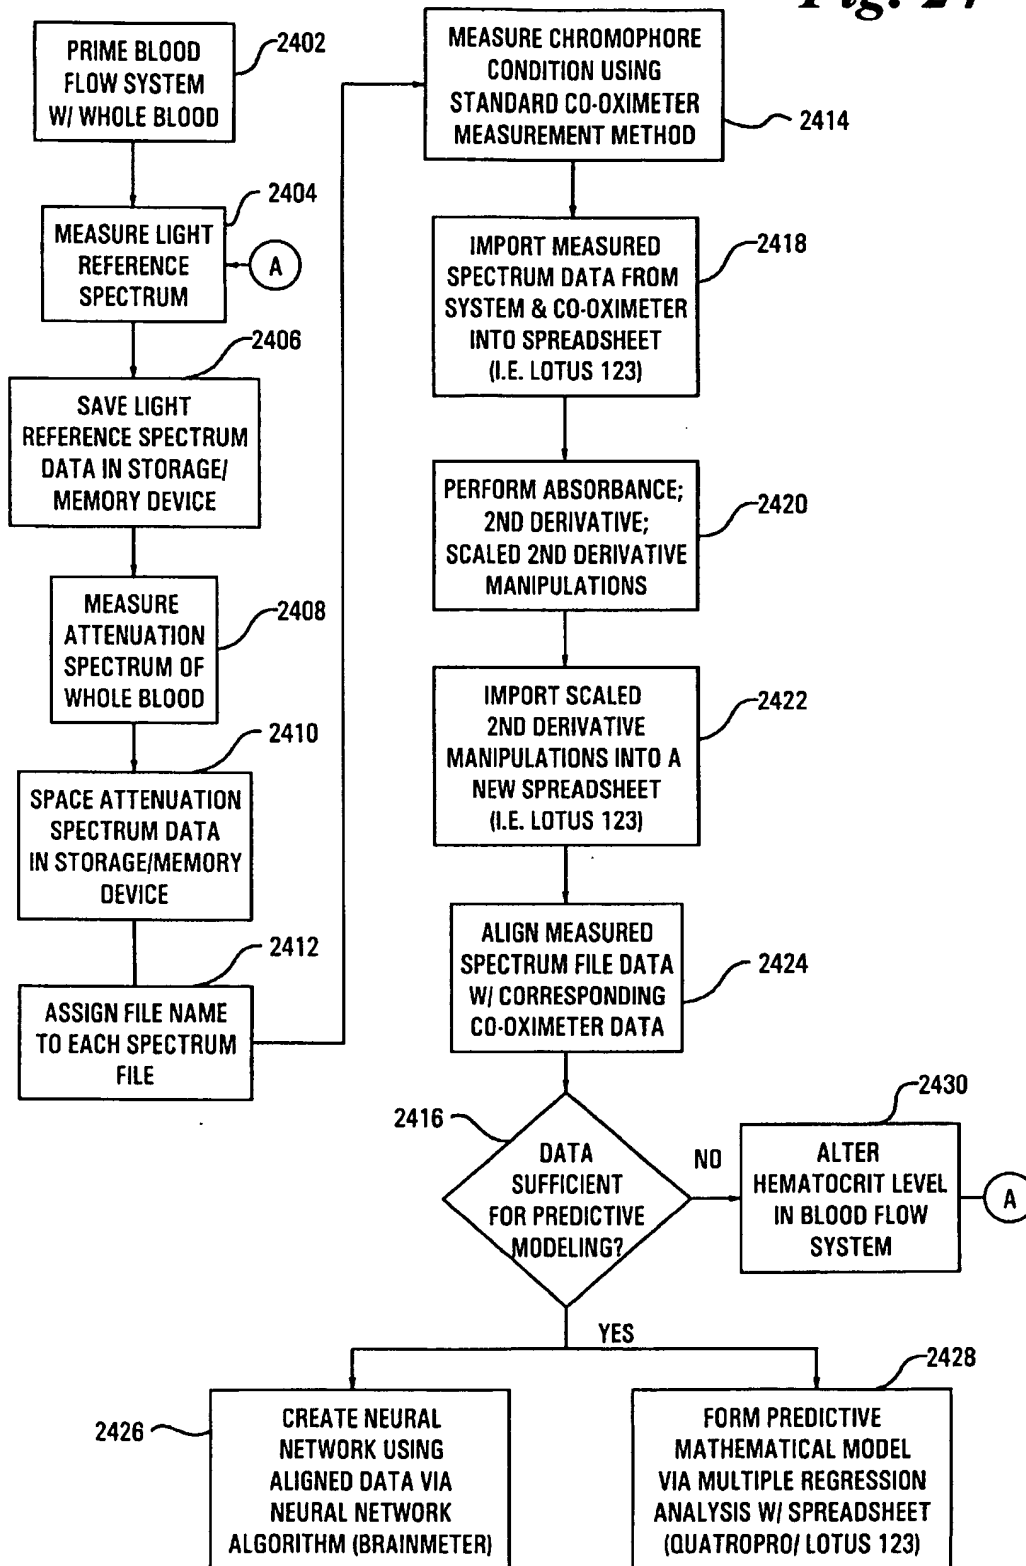 Fig. 24
PRIME BLOOD
FLOW SYSTEM
W/ WHOLE BLOOD
2402
MEASURE LIGHT
REFERENCE
SPECTRUM
2404
A
SAVE LIGHT
REFERENCE SPECTRUM
DATA IN STORAGE/
MEMORY DEVICE
2406
MEASURE
ATTENUATION
SPECTRUM OF
WHOLE BLOOD
2408
SPACE ATTENUATION
SPECTRUM DATA
IN STORAGE/MEMORY
DEVICE
2410
ASSIGN FILE NAME
TO EACH SPECTRUM
FILE
2412
MEASURE CHROMOPHORE
CONDITION USING
STANDARD CO-OXIMETER
MEASUREMENT METHOD
2414
IMPORT MEASURED
SPECTRUM DATA FROM
SYSTEM & CO-OXIMETER
INTO SPREADSHEET
(I.E. LOTUS 123)
2418
PERFORM ABSORBANCE;
2ND DERIVATIVE;
SCALED 2ND DERIVATIVE
MANIPULATIONS
2420
IMPORT SCALED
2ND DERIVATIVE
MANIPULATIONS INTO A
NEW SPREADSHEET
(I.E. LOTUS 123)
2422
ALIGN MEASURED
SPECTRUM FILE DATA
W/ CORRESPONDING
CO-OXIMETER DATA
2424
2416
DATA
SUFFICIENT
FOR PREDICTIVE
MODELING?
NO
ALTER
HEMATOCRIT LEVEL
IN BLOOD FLOW
SYSTEM
2430
A
YES
2426
CREATE NEURAL
NETWORK USING
ALIGNED DATA VIA
NEURAL NETWORK
ALGORITHM (BRAINMETER)
2428
FORM PREDICTIVE
MATHEMATICAL MODEL
VIA MULTIPLE REGRESSION
ANALYSIS W/ SPREADSHEET
(QUATROPRO/ LOTUS 123)